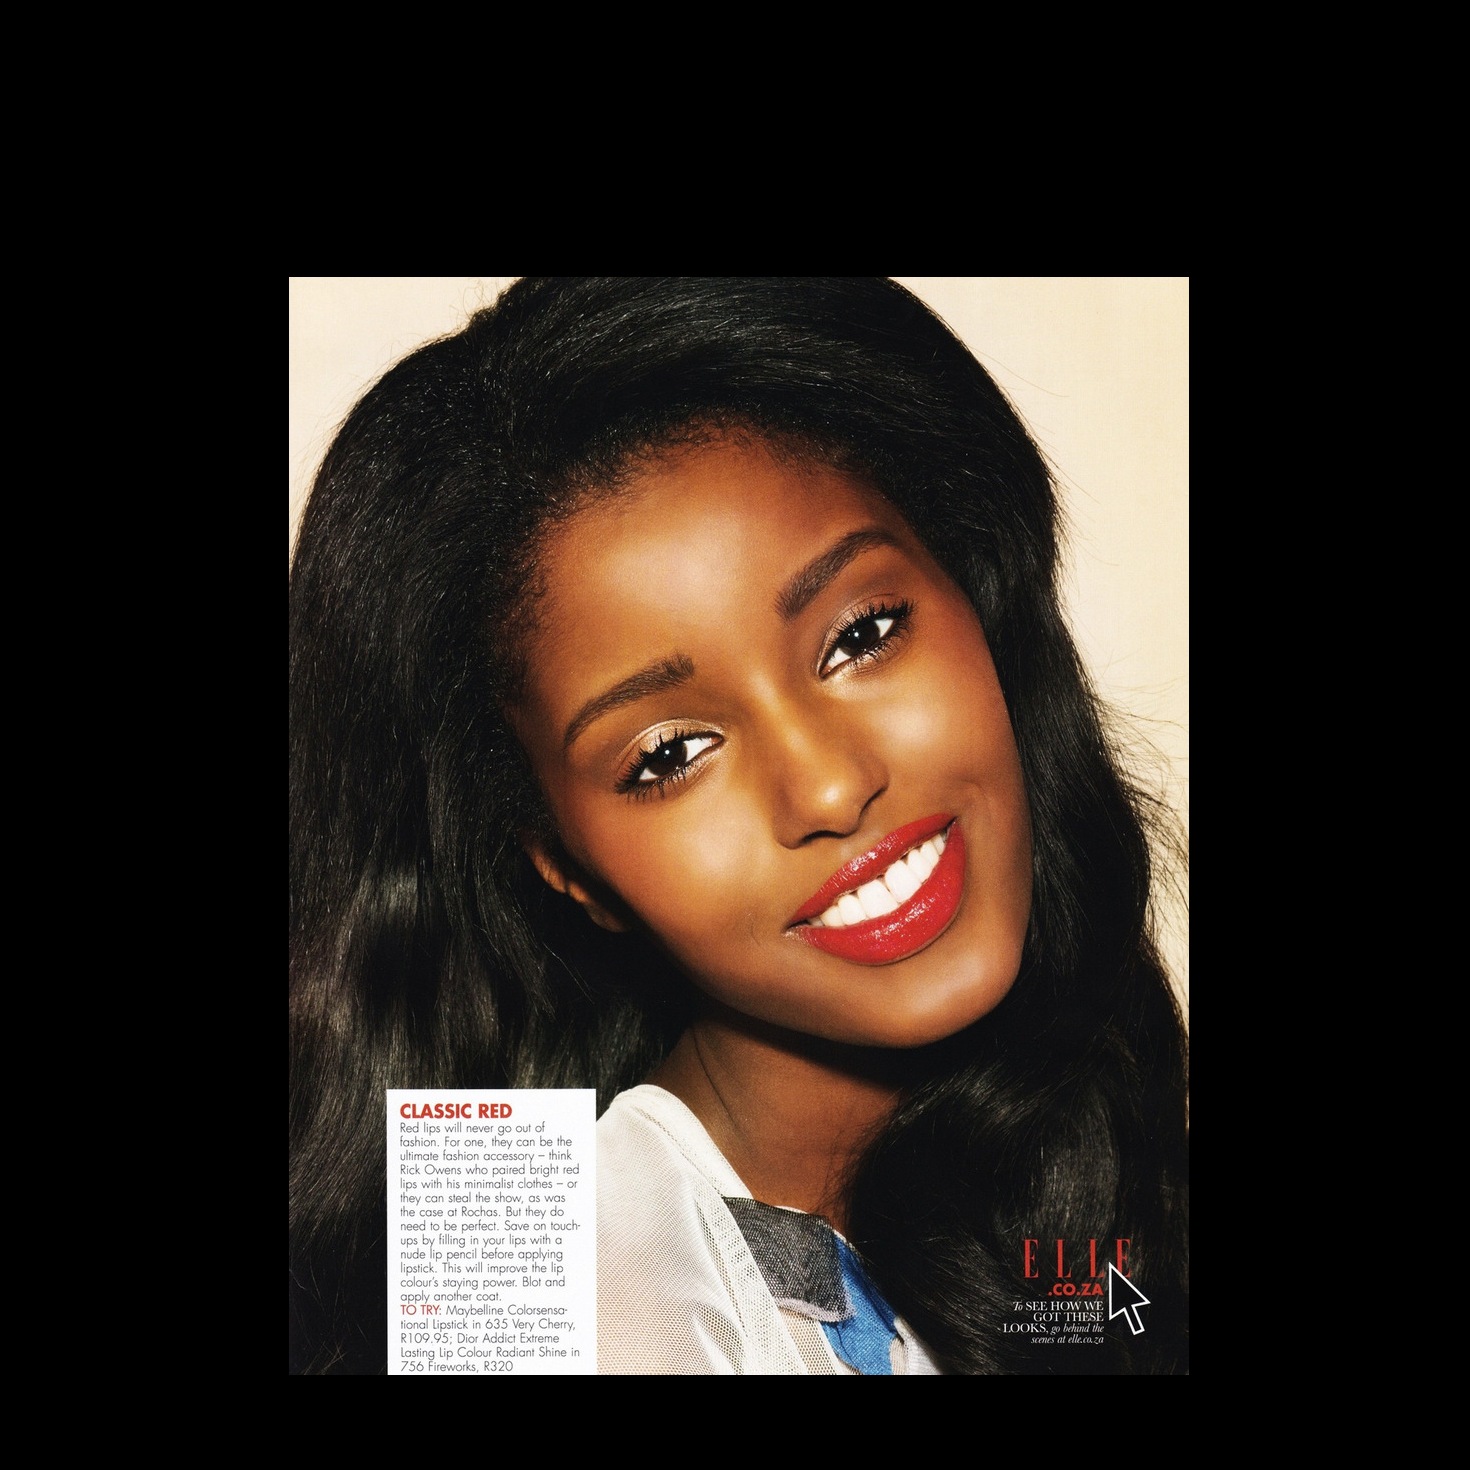 CLASSIC RED
Red lips will never go out of
fashion. For one, they can be the
ultimate fashion accessory – think
Rick Owens who paired bright red
lips with his minimalist clothes – or
they can steal the show, as was
the case at Rochas. But they do
need to be perfect. Save on touch-
ups by filling in your lips with a
nude lip pencil before applying
lipstick. This will improve the lip
colour's staying power. Blot and
apply another coat.
TO TRY: Maybelline Colorsensa-
tional Lipstick in 635 Very Cherry,
R109.95; Dior Addict Extreme
Lasting Lip Colour Radiant Shine in
756 Fireworks, R320
ELLE
.CO.ZA
To SEE HOW WE
GOT THESE
LOOKS, go behind the
scenes at elle.co.za